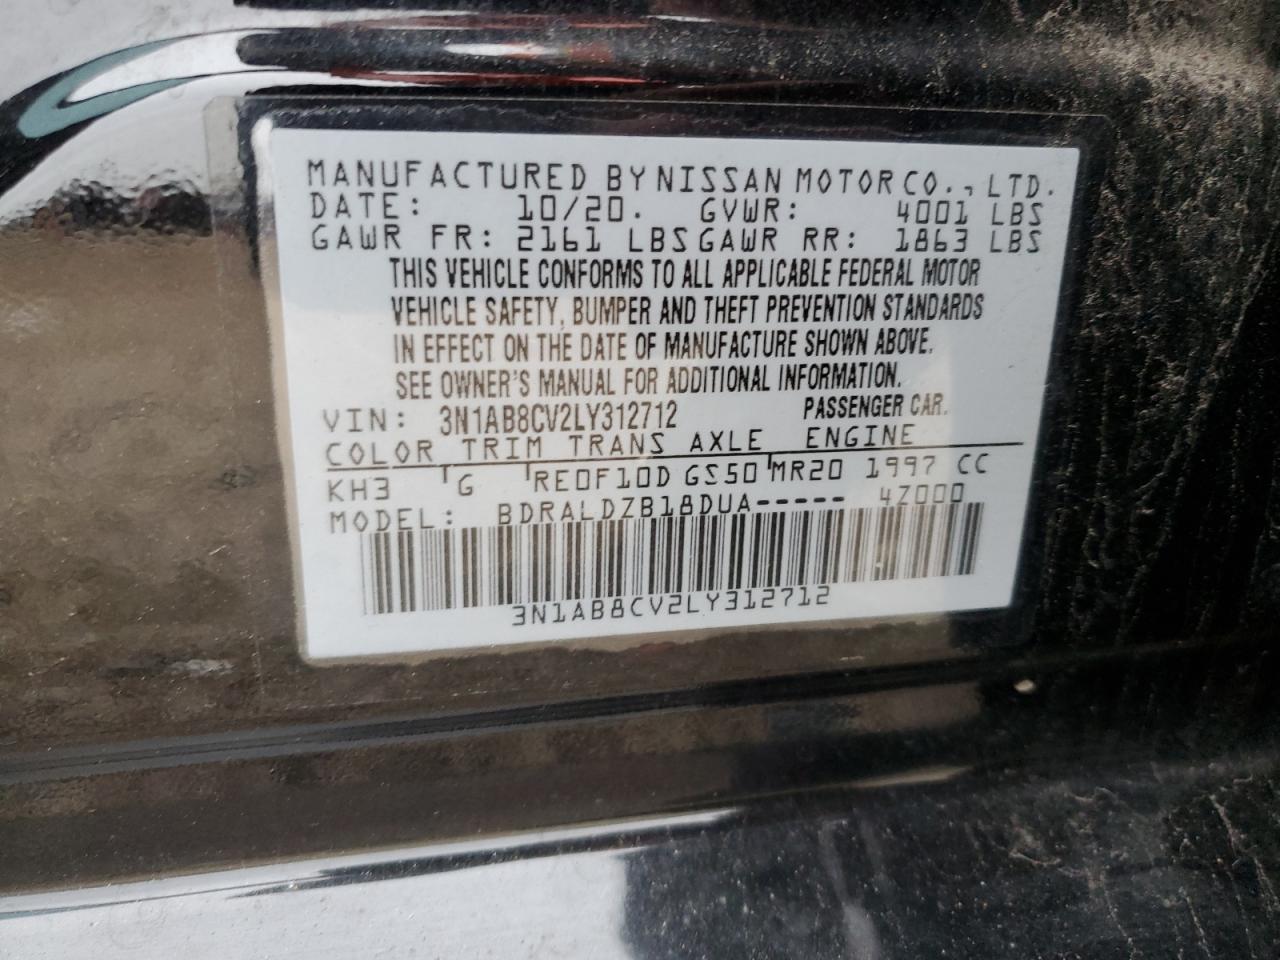 MANUFACTURED BY NISSAN MOTOR CO., LTD.
DATE: 10/20. GVWR: 4001 LBS
GAWR FR: 2161 LBS GAWR RR: 1863 LBS
THIS VEHICLE CONFORMS TO ALL APPLICABLE FEDERAL MOTOR
VEHICLE SAFETY, BUMPER AND THEFT PREVENTION STANDARDS
IN EFFECT ON THE DATE OF MANUFACTURE SHOWN ABOVE.
SEE OWNER'S MANUAL FOR ADDITIONAL INFORMATION.
VIN: 3N1AB8CV2LY312712 PASSENGER CAR.
COLOR TRIM TRANS AXLE ENGINE
KH3 G RE0F10D GS50 MR20 1997 CC
MODEL: BDRALDZB18DUA----- 4Z000
3N1AB8CV2LY312712